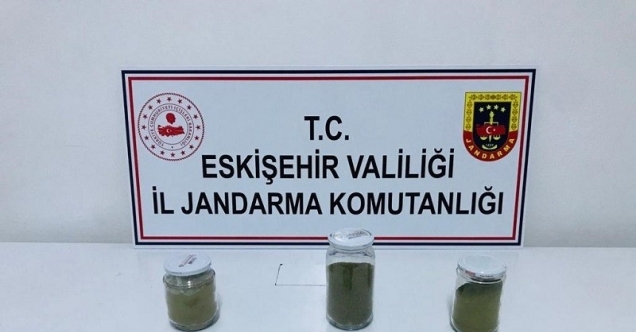 T.C.
ESKİŞEHİR VALİLİĞİ
İL JANDARMA KOMUTANLIĞI
JANDARMA